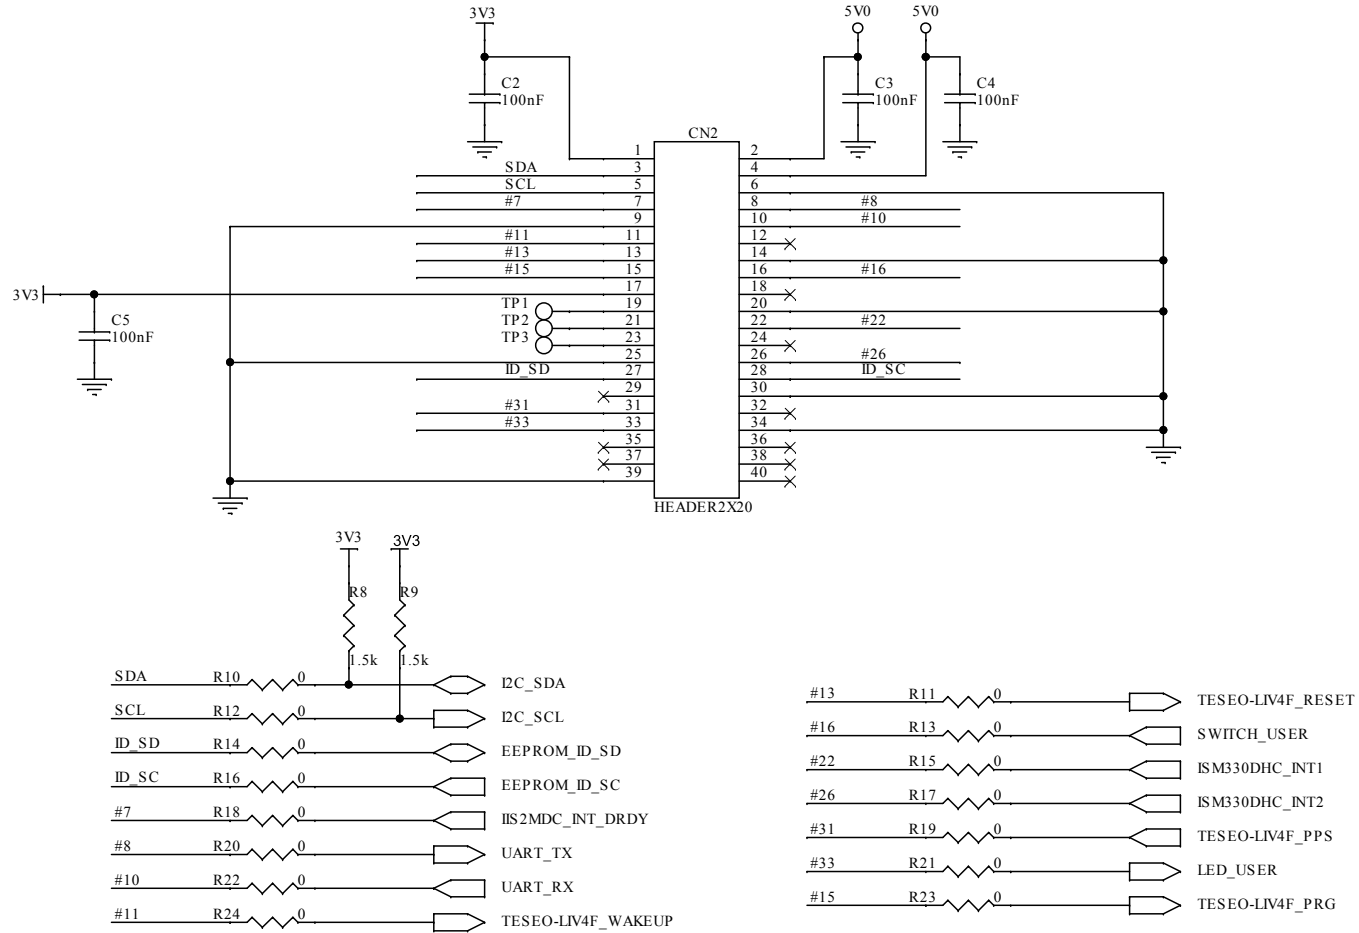 3V3 5V0 5V0
C2 100nF C3 100nF C4 100nF
CN2
1 2
SDA 3 4
SCL 5 6
#7 7 8 #8
9 10 #10
#11 11 12
#13 13 14
#15 15 16 #16
3V3 17 18
TP1 19 20
TP2 21 22 #22
TP3 23 24
C5 100nF
25 26 #26
ID_SD 27 28 ID_SC
29 30
#31 31 32
#33 33 34
35 36
37 38
39 40
HEADER2X20
3V3 3V3
R8 R9
1.5k 1.5k
SDA R10 0 I2C_SDA
SCL R12 0 I2C_SCL
ID_SD R14 0 EEPROM_ID_SD
ID_SC R16 0 EEPROM_ID_SC
#7 R18 0 IIS2MDC_INT_DRDY
#8 R20 0 UART_TX
#10 R22 0 UART_RX
#11 R24 0 TESEO-LIV4F_WAKEUP
#13 R11 0 TESEO-LIV4F_RESET
#16 R13 0 SWITCH_USER
#22 R15 0 ISM330DHC_INT1
#26 R17 0 ISM330DHC_INT2
#31 R19 0 TESEO-LIV4F_PPS
#33 R21 0 LED_USER
#15 R23 0 TESEO-LIV4F_PRG